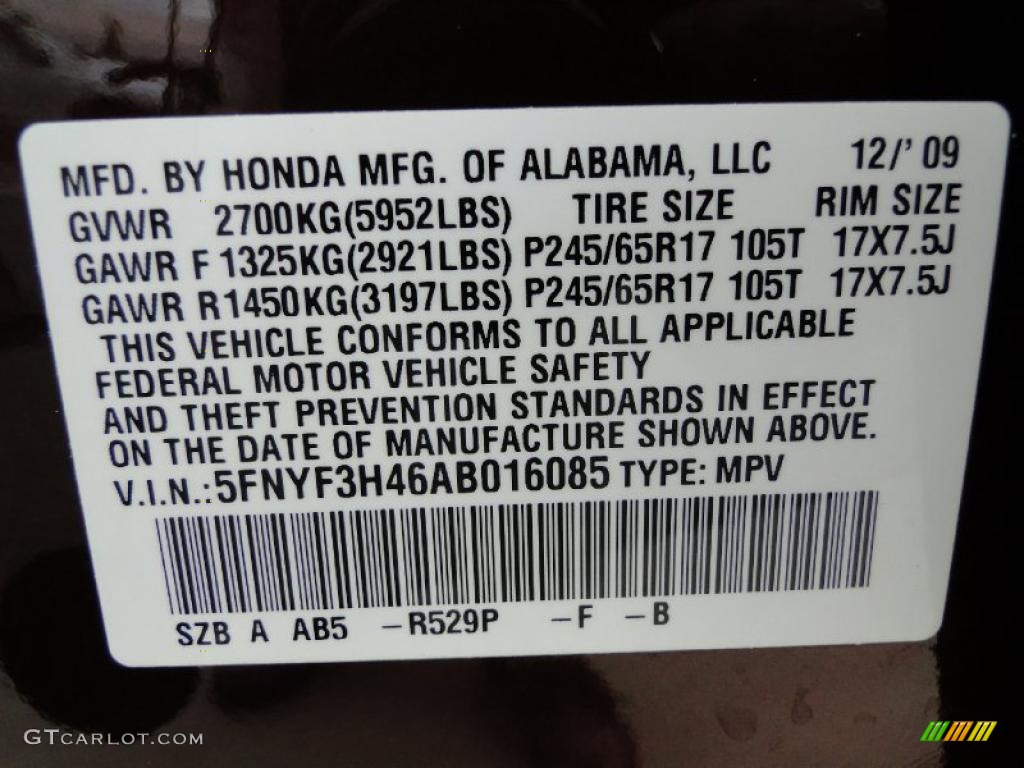 MFD. BY HONDA MFG. OF ALABAMA, LLC 12/' 09
GVWR 2700KG(5952LBS) TIRE SIZE RIM SIZE
GAWR F 1325KG(2921LBS) P245/65R17 105T 17X7.5J
GAWR R1450KG(3197LBS) P245/65R17 105T 17X7.5J
THIS VEHICLE CONFORMS TO ALL APPLICABLE
FEDERAL MOTOR VEHICLE SAFETY
AND THEFT PREVENTION STANDARDS IN EFFECT
ON THE DATE OF MANUFACTURE SHOWN ABOVE.
V.I.N.: 5FNYF3H46AB016085 TYPE: MPV
SZB A AB5 -R529P -F -B
GTCARLOT.COM